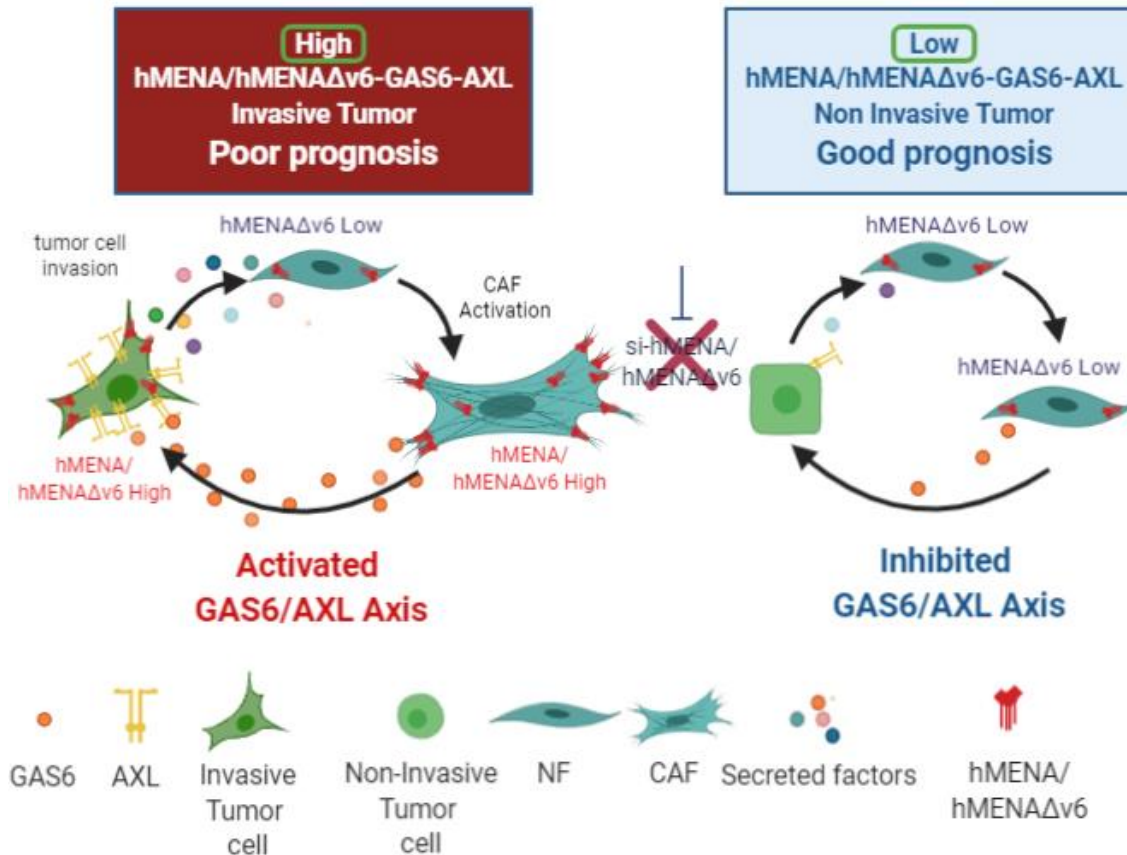 High
hMENA/hMENAΔv6-GAS6-AXL
Invasive Tumor
Poor prognosis
Low
hMENA/hMENAΔv6-GAS6-AXL
Non Invasive Tumor
Good prognosis
tumor cell
invasion
hMENAΔv6 Low
CAF
Activation
hMENA/
hMENAΔv6 High
hMENA/
hMENAΔv6 High
si-hMENA/
hMENAΔv6
hMENAΔv6 Low
hMENAΔv6 Low
Activated
GAS6/AXL Axis
Inhibited
GAS6/AXL Axis
GAS6
AXL
Invasive
Tumor
cell
Non-Invasive
Tumor
cell
NF
CAF
Secreted factors
hMENA/
hMENAΔv6